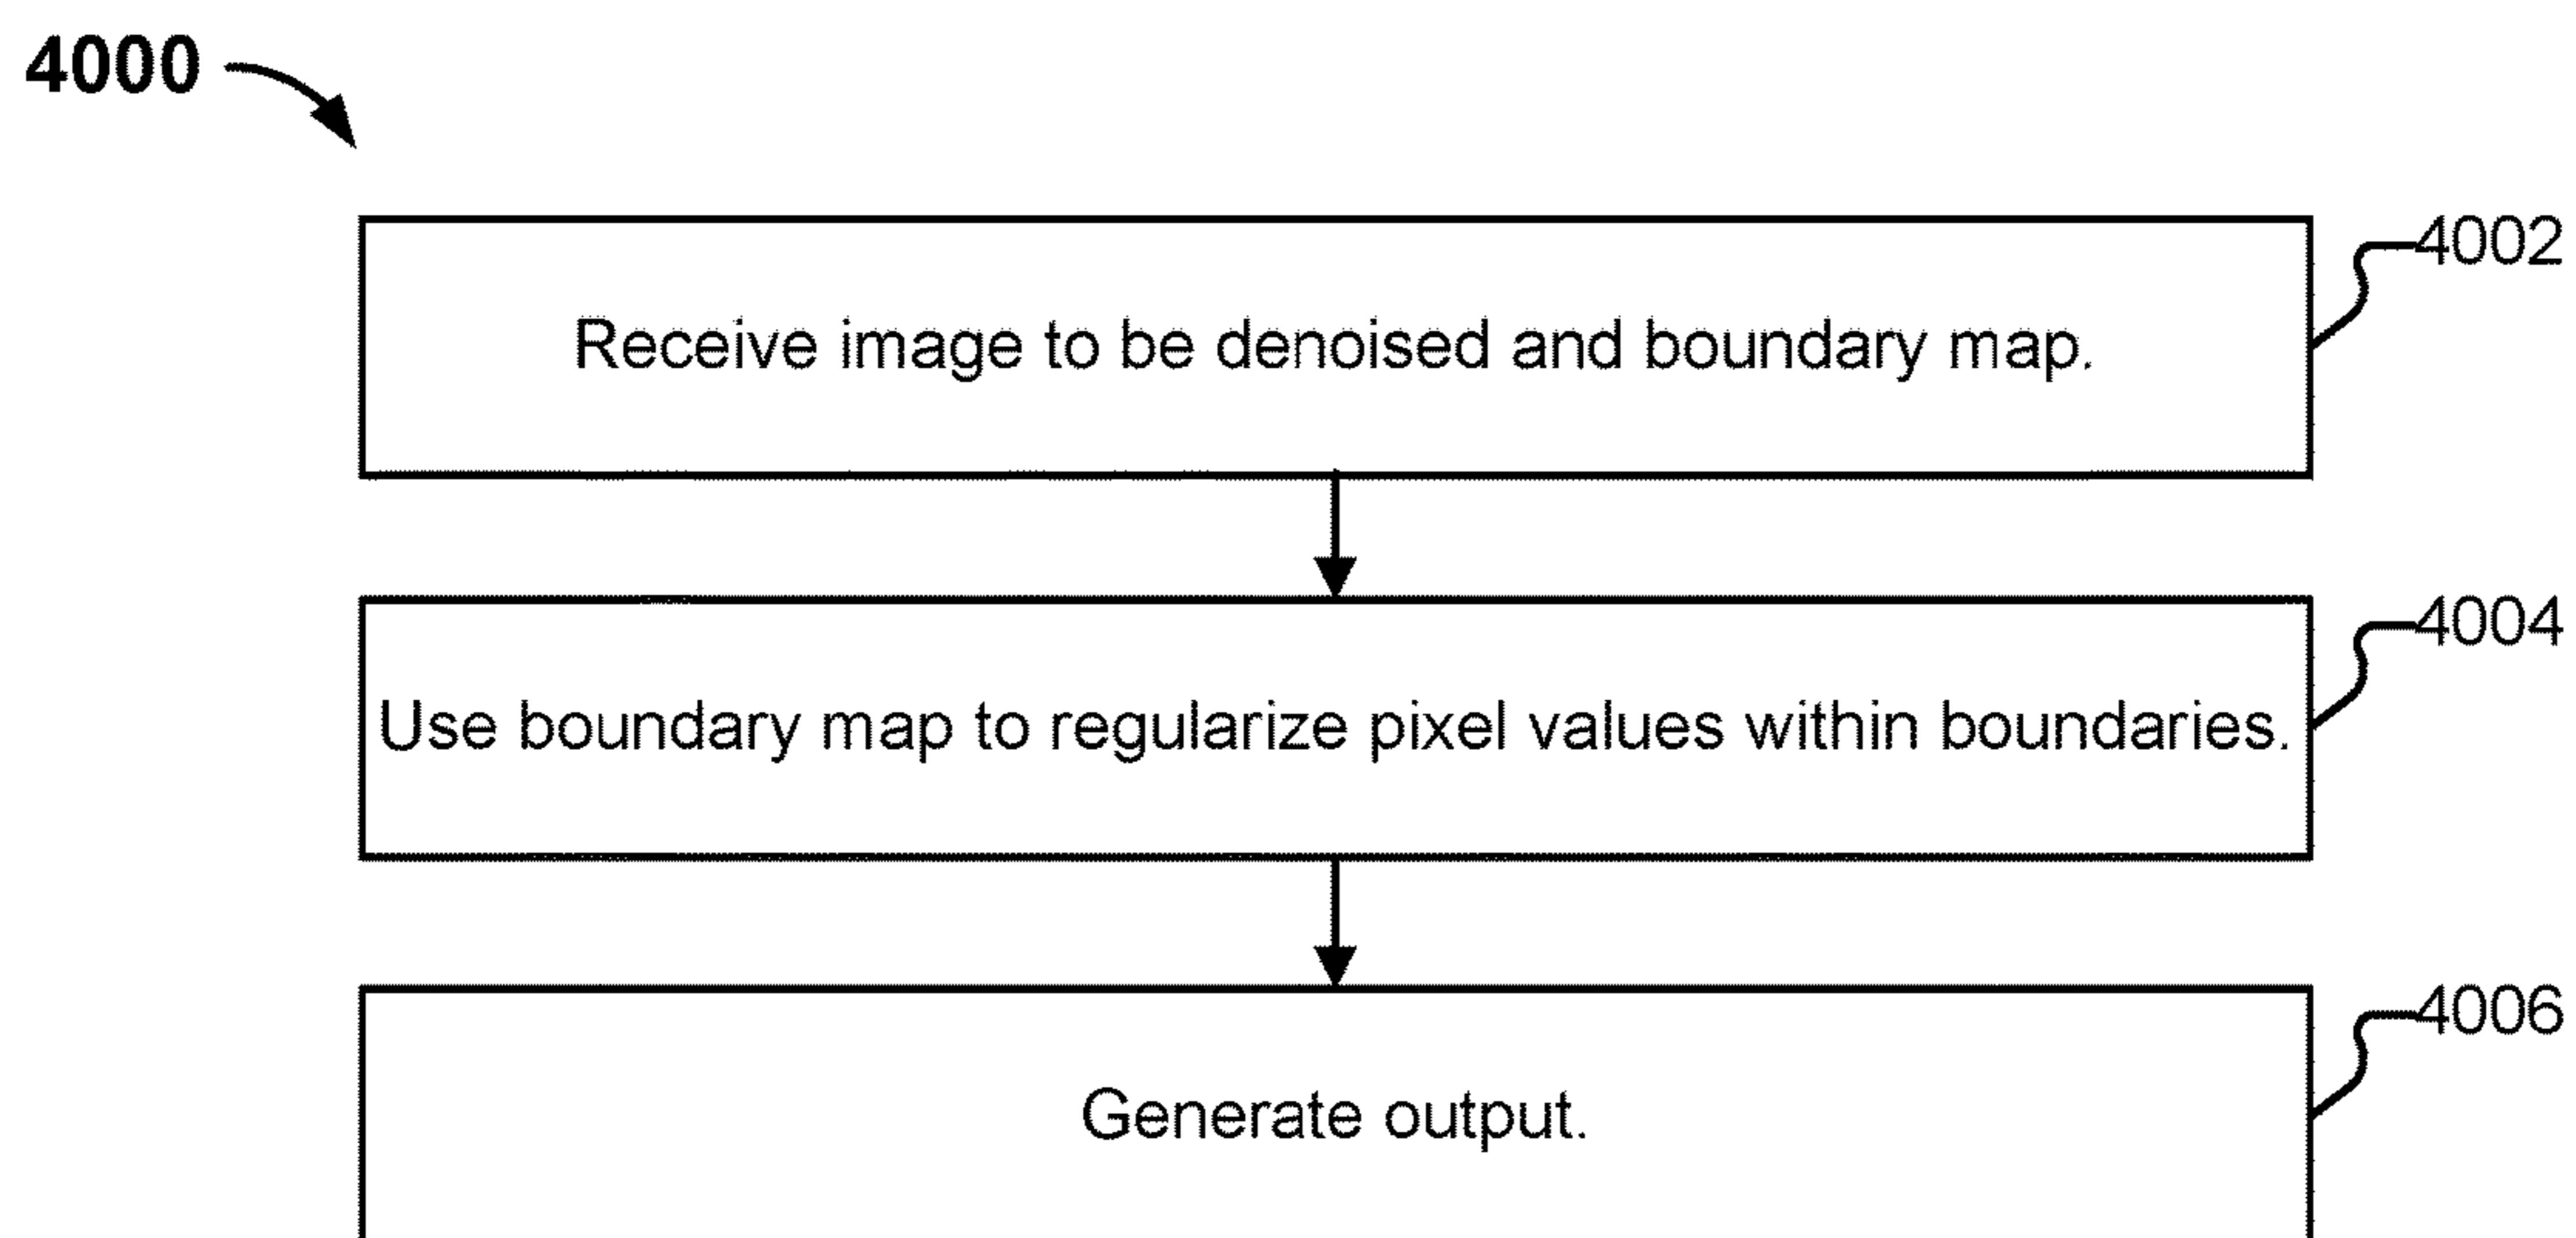 4000
4002
Receive image to be denoised and boundary map.
4004
Use boundary map to regularize pixel values within boundaries.
4006
Generate output.